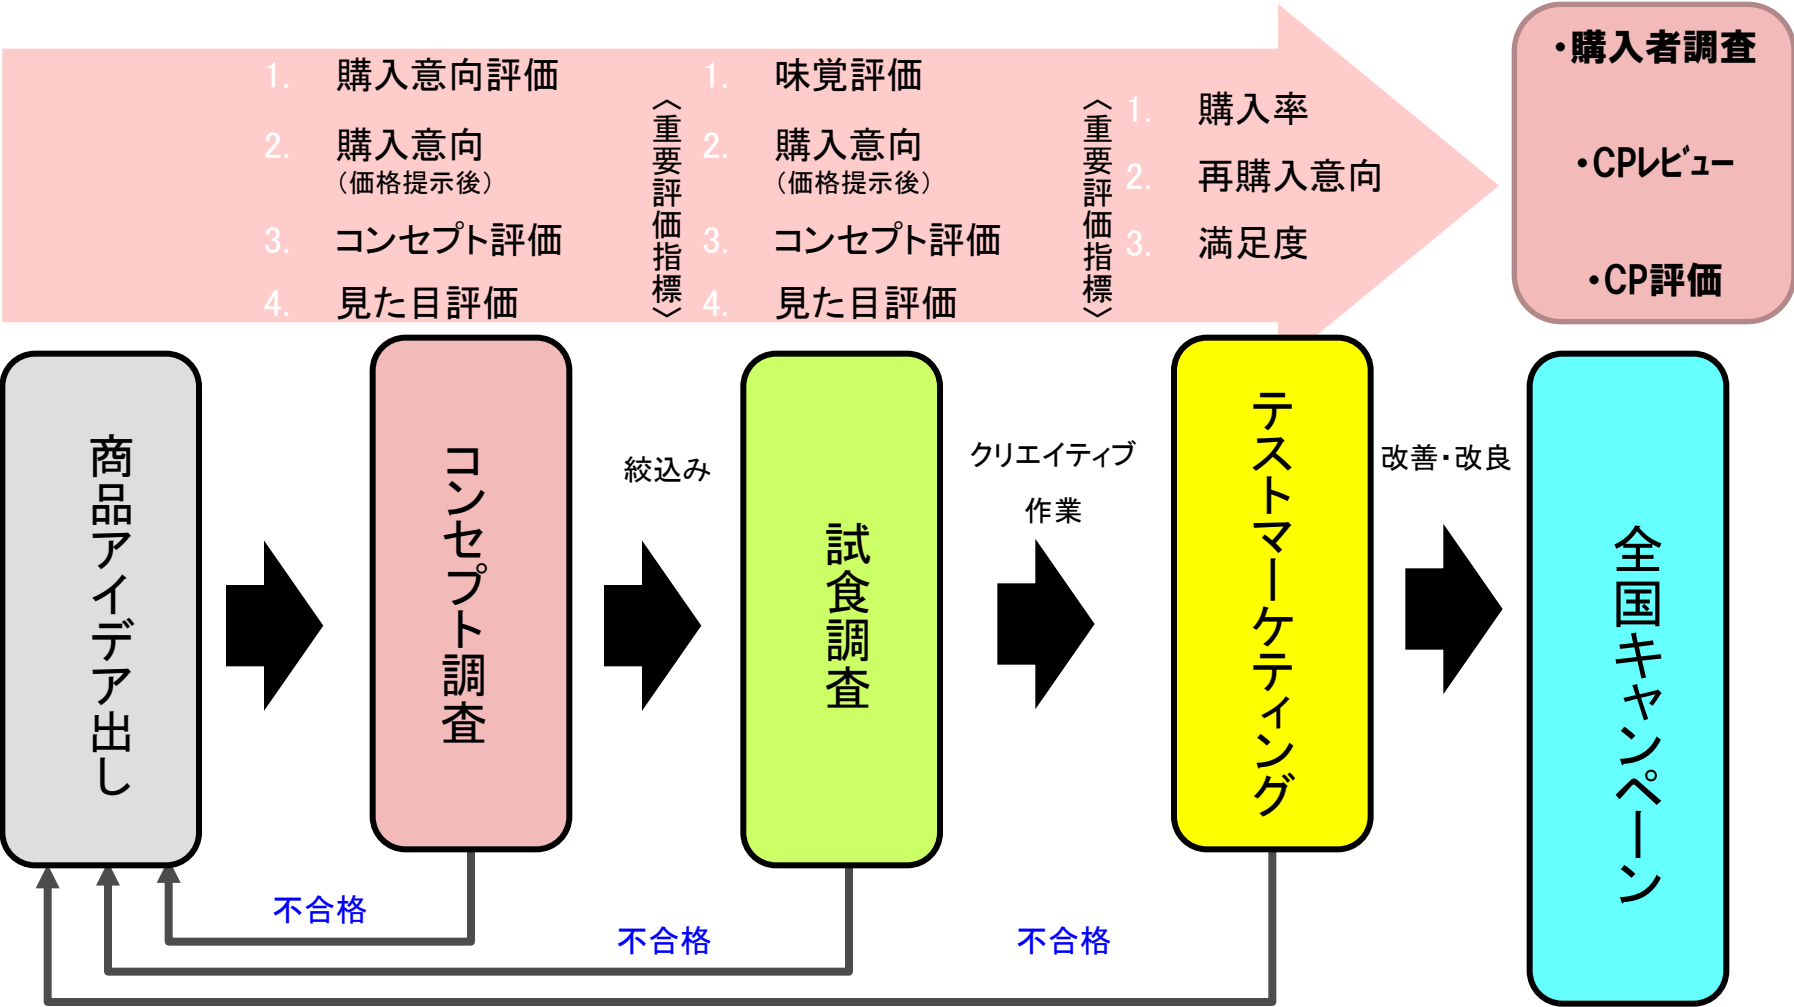 1. 購入意向評価
2. 購入意向
(価格提示後)
3. コンセプト評価
4. 見た目評価
〈重要評価指標〉
1. 味覚評価
2. 購入意向
(価格提示後)
3. コンセプト評価
4. 見た目評価
〈重要評価指標〉
1. 購入率
2. 再購入意向
3. 満足度
・購入者調査
・CPレビュー
・CP評価
商品アイデア出し
コンセプト調査
絞込み
試食調査
クリエイティブ
作業
テストマーケティング
改善・改良
全国キャンペーン
不合格
不合格
不合格